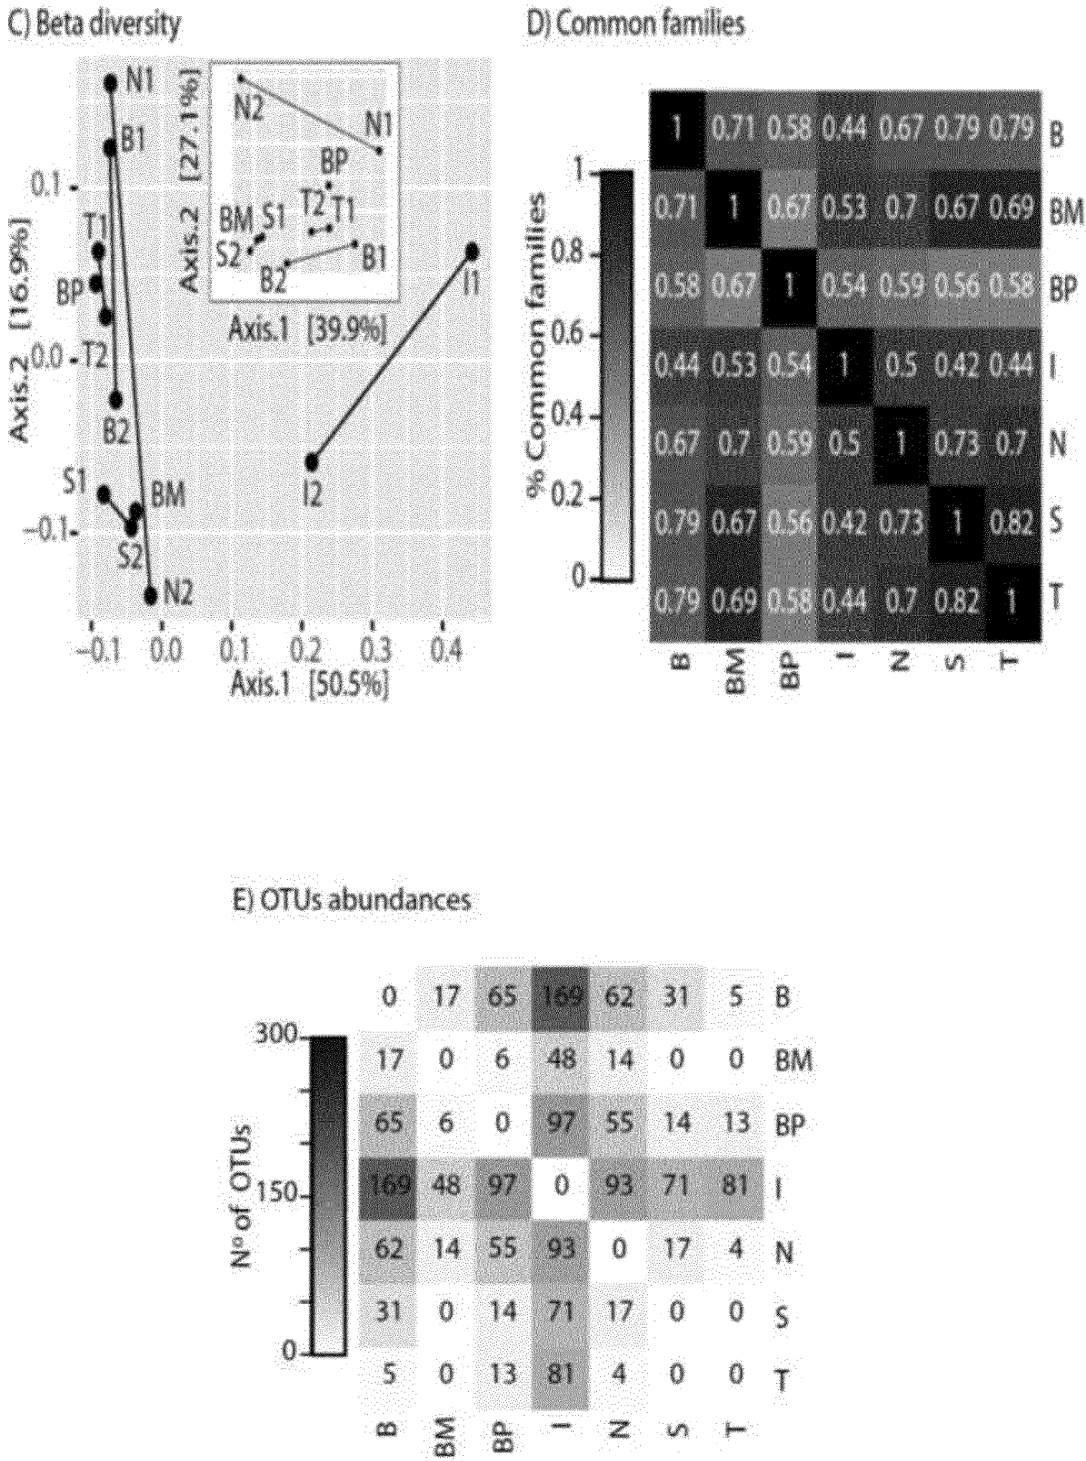 C) Beta diversity
N1
B1
T1
BP
T2
B2
S1
BM
S2
N2
I1
I2
0.1
0.0
−0.1
Axis.2 [16.9%]
−0.1 0.0 0.1 0.2 0.3 0.4
Axis.1 [50.5%]
N2
N1
BP
T2 T1
BM S1
S2
B2
B1
Axis.2 [27.1%]
Axis.1 [39.9%]
D) Common families
% Common families
1
0.8
0.6
0.4
0.2
0
1 0.71 0.58 0.44 0.67 0.79 0.79 B
0.71 1 0.67 0.53 0.7 0.67 0.69 BM
0.58 0.67 1 0.54 0.59 0.56 0.58 BP
0.44 0.53 0.54 1 0.5 0.42 0.44 I
0.67 0.7 0.59 0.5 1 0.73 0.7 N
0.79 0.67 0.56 0.42 0.73 1 0.82 S
0.79 0.69 0.58 0.44 0.7 0.82 1 T
B BM BP I N S T
E) OTUs abundances
Nº of OTUs
300
150
0
0 17 65 169 62 31 5 B
17 0 6 48 14 0 0 BM
65 6 0 97 55 14 13 BP
169 48 97 0 93 71 81 I
62 14 55 93 0 17 4 N
31 0 14 71 17 0 0 S
5 0 13 81 4 0 0 T
B BM BP I N S T